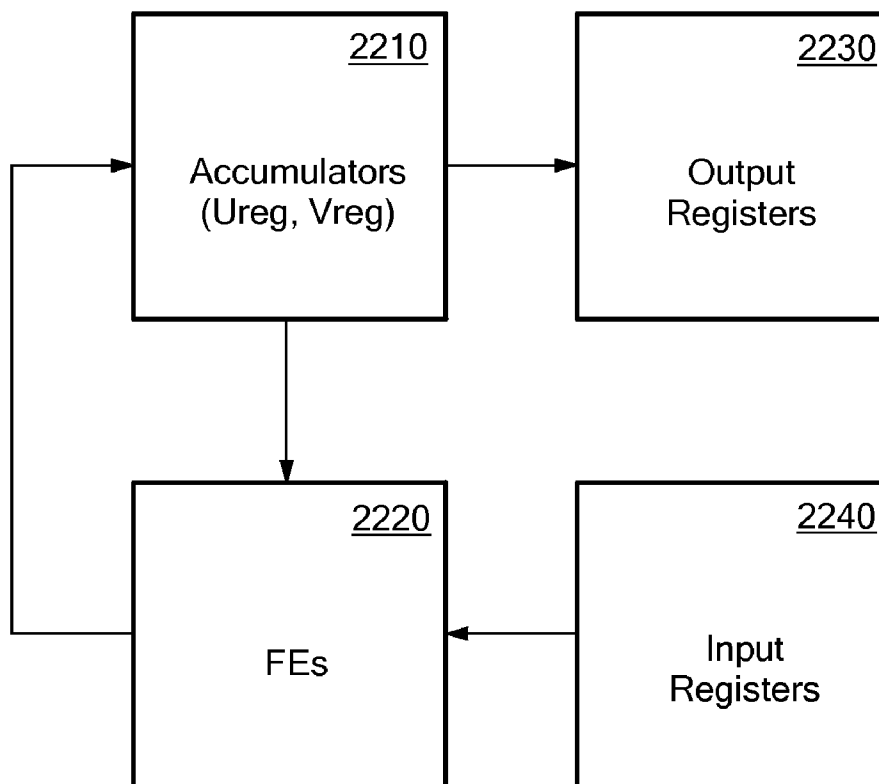 2210
Accumulators
(Ureg, Vreg)
2230
Output
Registers
2220
FEs
2240
Input
Registers